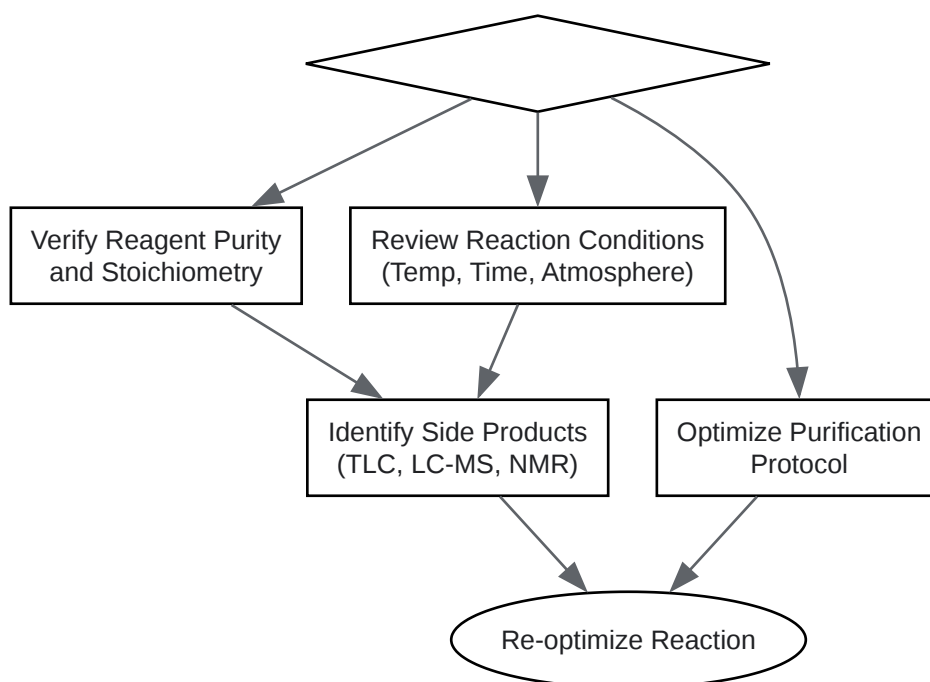 Verify Reagent Purity
and Stoichiometry
Review Reaction Conditions
(Temp, Time, Atmosphere)
Identify Side Products
(TLC, LC-MS, NMR)
Optimize Purification
Protocol
Re-optimize Reaction